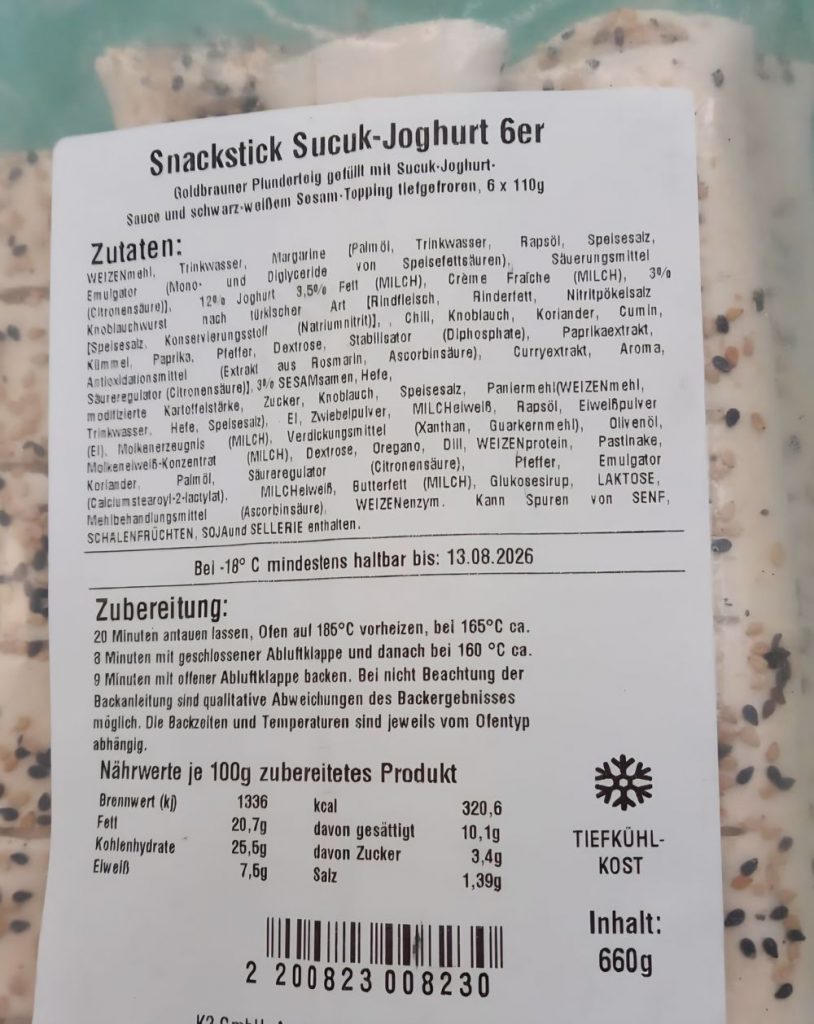 Snackstick Sucuk-Joghurt 6er
Goldbrauner Plunderteig gefüllt mit Sucuk-Joghurt-
Sauce und schwarz-weißem Sesam-Topping tiefgefroren, 6 x 110g
Zutaten:
WEIZENmehl, Trinkwasser, Margarine [Palmöl, Trinkwasser, Rapsöl, Speisesalz,
Emulgator (Mono- und Diglyceride von Speisefettsäuren), Säuerungsmittel
(Citronensäure)], 12% Joghurt 3,5% Fett (MILCH), Crème Fraîche (MILCH), 3%
Knoblauchwurst nach türkischer Art [Rindfleisch, Rinderfett, Nitritpökelsalz
[Speisesalz, Konservierungsstoff (Natriumnitrit)], , Chili, Knoblauch, Koriander, Cumin,
Kümmel, Paprika, Pfeffer, Dextrose, Stabilisator (Diphosphate), Paprikaextrakt,
Antioxidationsmittel (Extrakt aus Rosmarin, Ascorbinsäure), Curryextrakt, Aroma,
Säureregulator (Citronensäure)], 3% SESAMsamen, Hefe,
modifizierte Kartoffelstärke, Zucker, Knoblauch, Speisesalz, Paniermehl(WEIZENmehl,
Trinkwasser, Hefe, Speisesalz), EI, Zwiebelpulver, MILCHeiweiß, Rapsöl, Eiweißpulver
(EI), Molkenerzeugnis (MILCH), Verdickungsmittel (Xanthan, Guarkernmehl), Olivenöl,
Molkeneiweiß-Konzentrat (MILCH), Dextrose, Oregano, Dill, WEIZENprotein, Pastinake,
Koriander, Palmöl, Säureregulator (Citronensäure), Pfeffer, Emulgator
(Calciumstearoyl-2-lactylat), MILCHeiweiß, Butterfett (MILCH), Glukosesirup, LAKTOSE,
Mehlbehandlungsmittel (Ascorbinsäure), WEIZENenzym. Kann Spuren von SENF,
SCHALENFRÜCHTEN, SOJAund SELLERIE enthalten.
Bei -18° C mindestens haltbar bis: 13.08.2026
Zubereitung:
20 Minuten antauen lassen, Ofen auf 185°C vorheizen, bei 165°C ca.
8 Minuten mit geschlossener Abluftklappe und danach bei 160 °C ca.
9 Minuten mit offener Abluftklappe backen. Bei nicht Beachtung der
Backanleitung sind qualitative Abweichungen des Backergebnisses
möglich. Die Backzeiten und Temperaturen sind jeweils vom Ofentyp
abhängig.
Nährwerte je 100g zubereitetes Produkt
Brennwert (kj) 1336 kcal 320,6
Fett 20,7g davon gesättigt 10,1g
Kohlenhydrate 25,5g davon Zucker 3,4g
Eiweiß 7,5g Salz 1,39g
TIEFKÜHL-
KOST
Inhalt:
660g
2 200823 008230